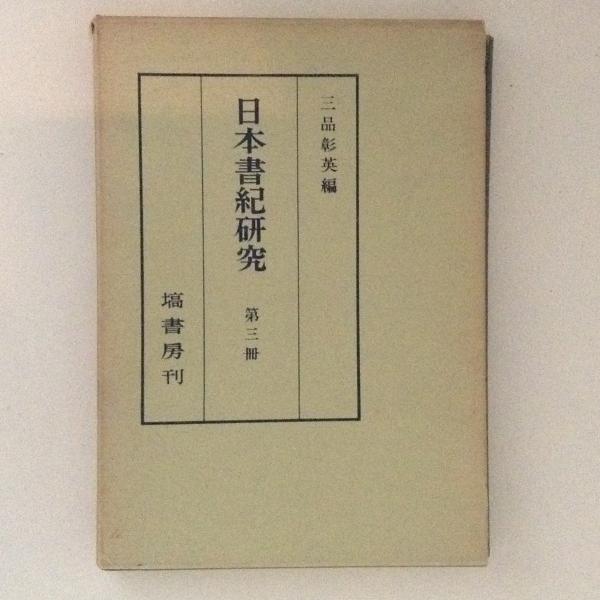 三品彰英編
日本書紀研究 第三冊
塙書房刊